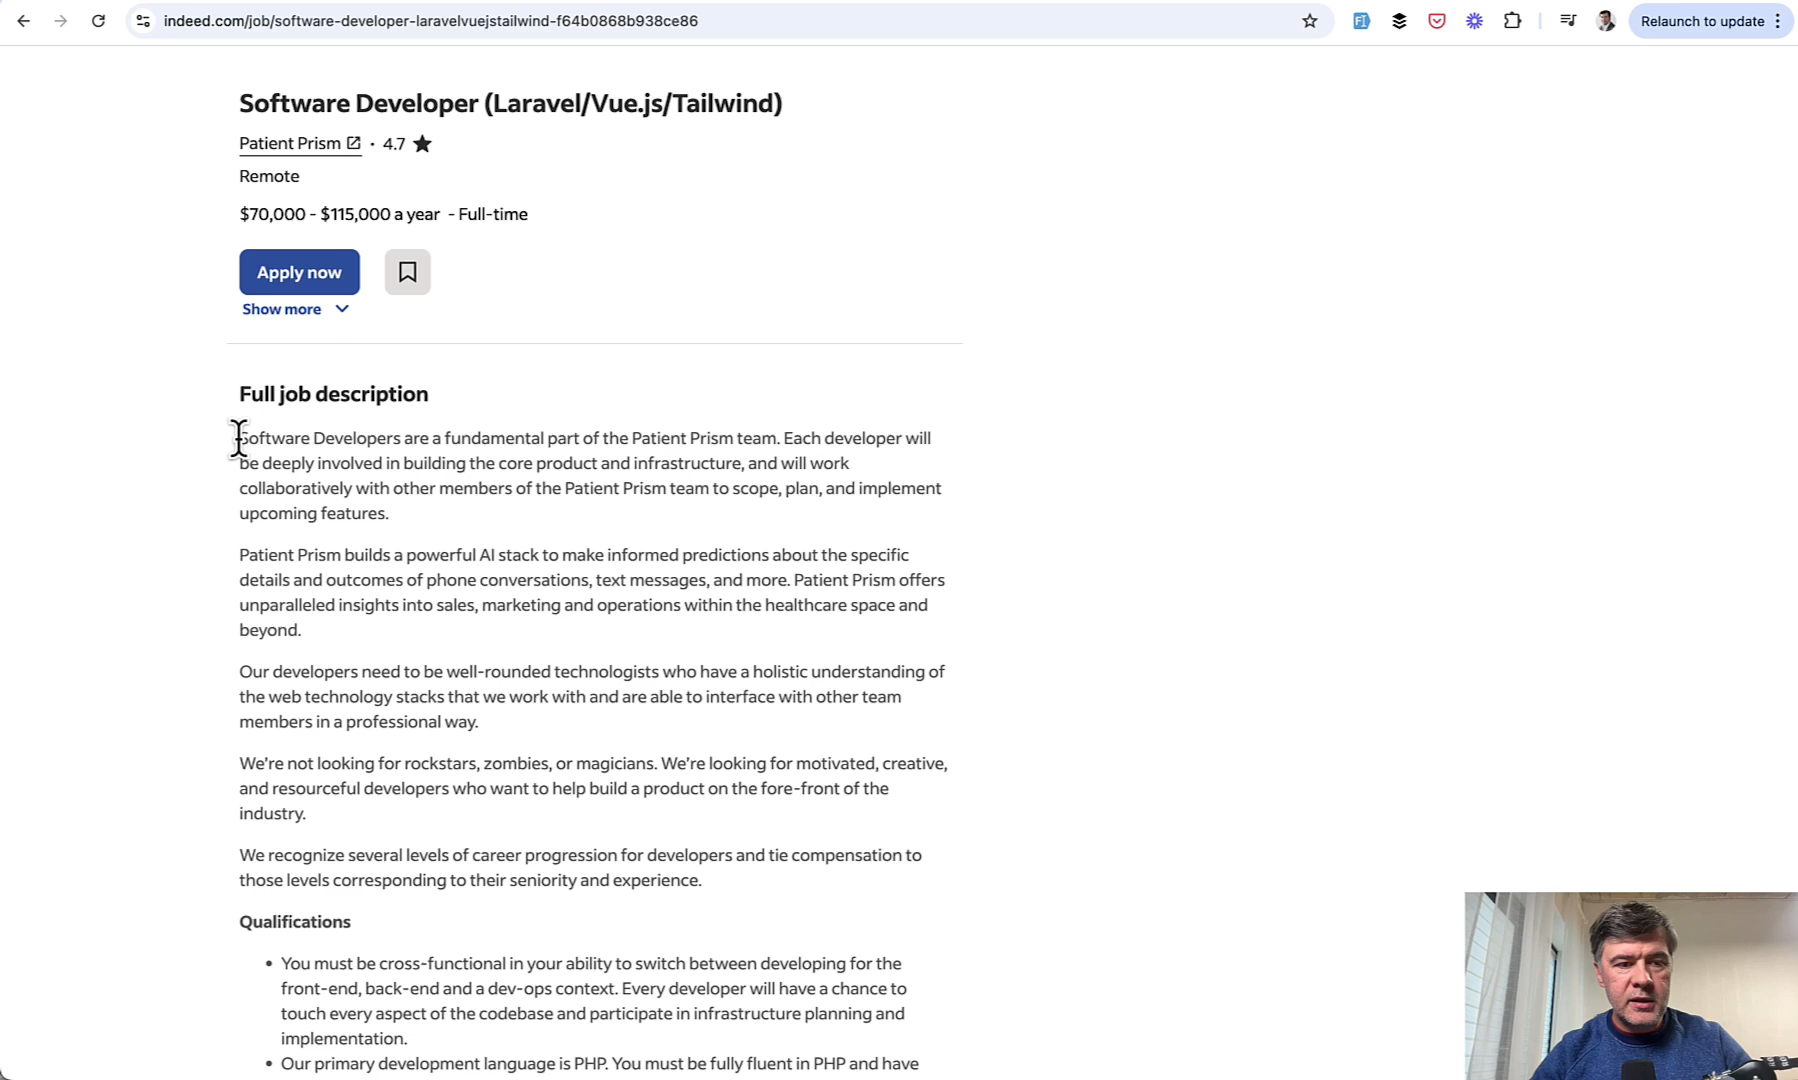 indeed.com/job/software-developer-laravelvuejstailwind-f64b0868b938ce86
Relaunch to update
Software Developer (Laravel/Vue.js/Tailwind)
Patient Prism · 4.7
Remote
$70,000 - $115,000 a year - Full-time
Apply now
Show more
Full job description
Software Developers are a fundamental part of the Patient Prism team. Each developer will
be deeply involved in building the core product and infrastructure, and will work
collaboratively with other members of the Patient Prism team to scope, plan, and implement
upcoming features.
Patient Prism builds a powerful AI stack to make informed predictions about the specific
details and outcomes of phone conversations, text messages, and more. Patient Prism offers
unparalleled insights into sales, marketing and operations within the healthcare space and
beyond.
Our developers need to be well-rounded technologists who have a holistic understanding of
the web technology stacks that we work with and are able to interface with other team
members in a professional way.
We're not looking for rockstars, zombies, or magicians. We're looking for motivated, creative,
and resourceful developers who want to help build a product on the fore-front of the
industry.
We recognize several levels of career progression for developers and tie compensation to
those levels corresponding to their seniority and experience.
Qualifications
• You must be cross-functional in your ability to switch between developing for the
front-end, back-end and a dev-ops context. Every developer will have a chance to
touch every aspect of the codebase and participate in infrastructure planning and
implementation.
• Our primary development language is PHP. You must be fully fluent in PHP and have